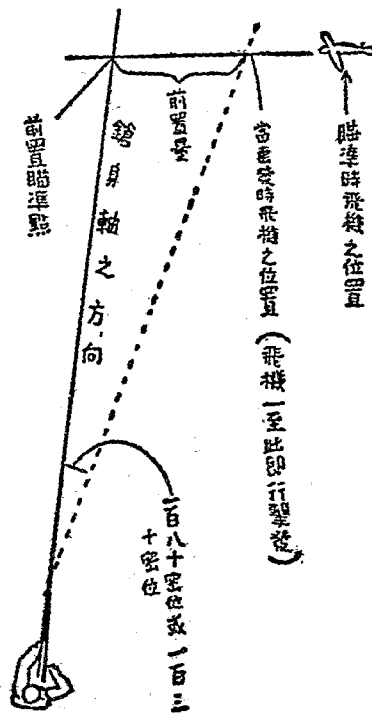 瞄準時飛機之位置
當擊發時飛機之位置(飛機一至此即行擊發)
前置量
前置瞄準點
鎗身軸之方向
一百八十密位或一百三
十密位